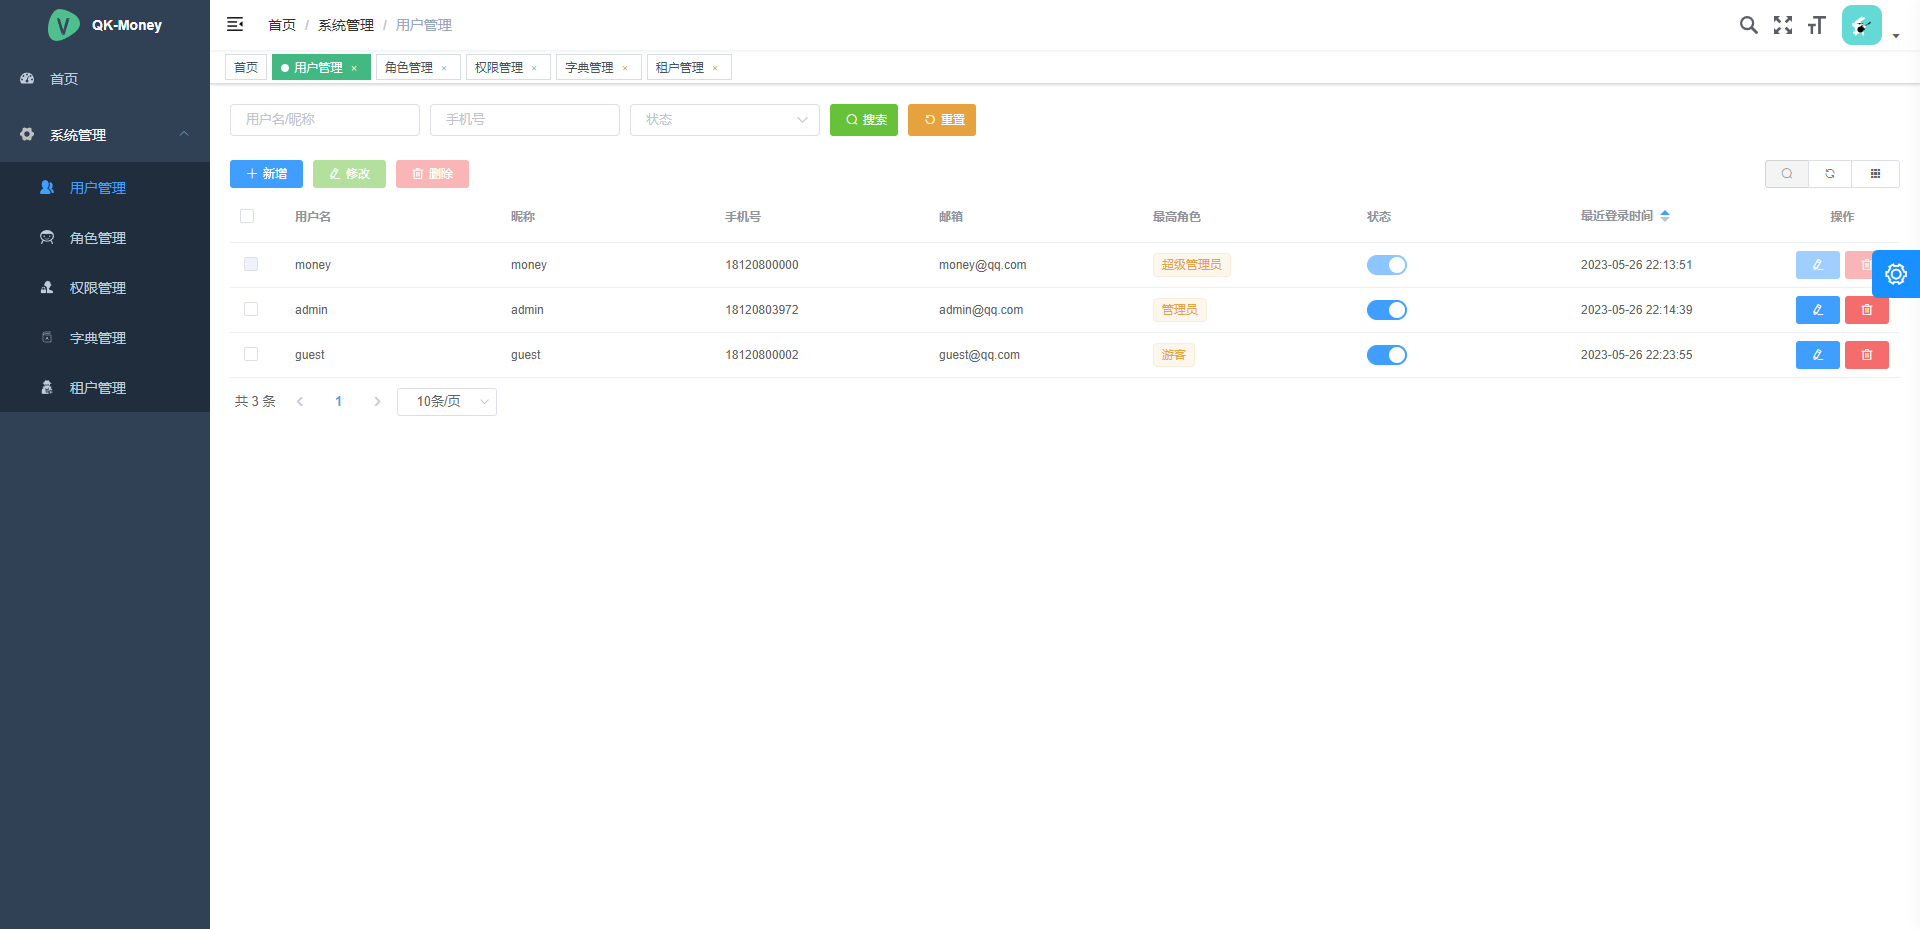 QK-Money
首页
系统管理
用户管理
角色管理
权限管理
字典管理
租户管理
首页 / 系统管理 / 用户管理
首页 用户管理 × 角色管理 × 权限管理 × 字典管理 × 租户管理 ×
用户名/昵称 手机号 状态 搜索 重置
新增 修改 删除
用户名 昵称 手机号 邮箱 最高角色 状态 最近登录时间 操作
money money 18120800000 money@qq.com 超级管理员 2023-05-26 22:13:51
admin admin 18120803972 admin@qq.com 管理员 2023-05-26 22:14:39
guest guest 18120800002 guest@qq.com 游客 2023-05-26 22:23:55
共 3 条 1 10条/页